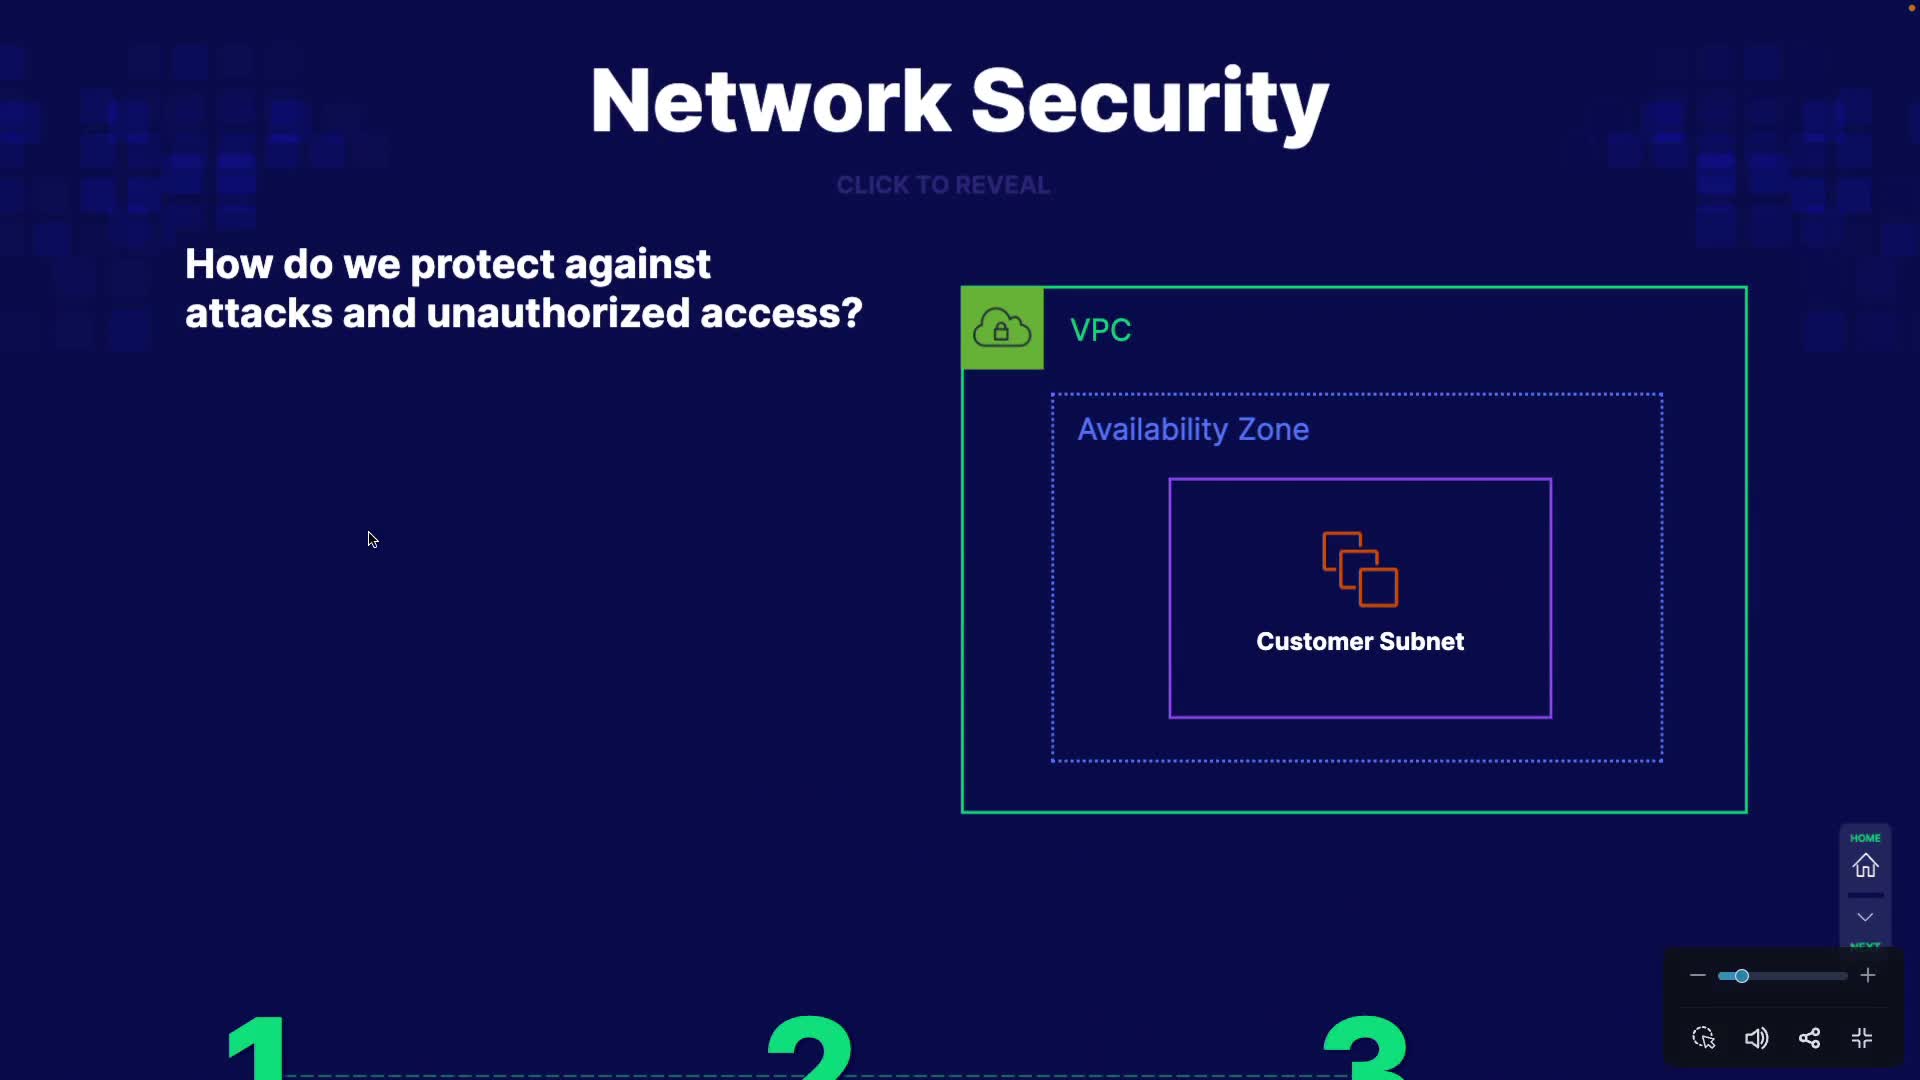 Network Security
CLICK TO REVEAL
How do we protect against
attacks and unauthorized access?
VPC
Availability Zone
Customer Subnet
HOME
NEXT
1
2
3